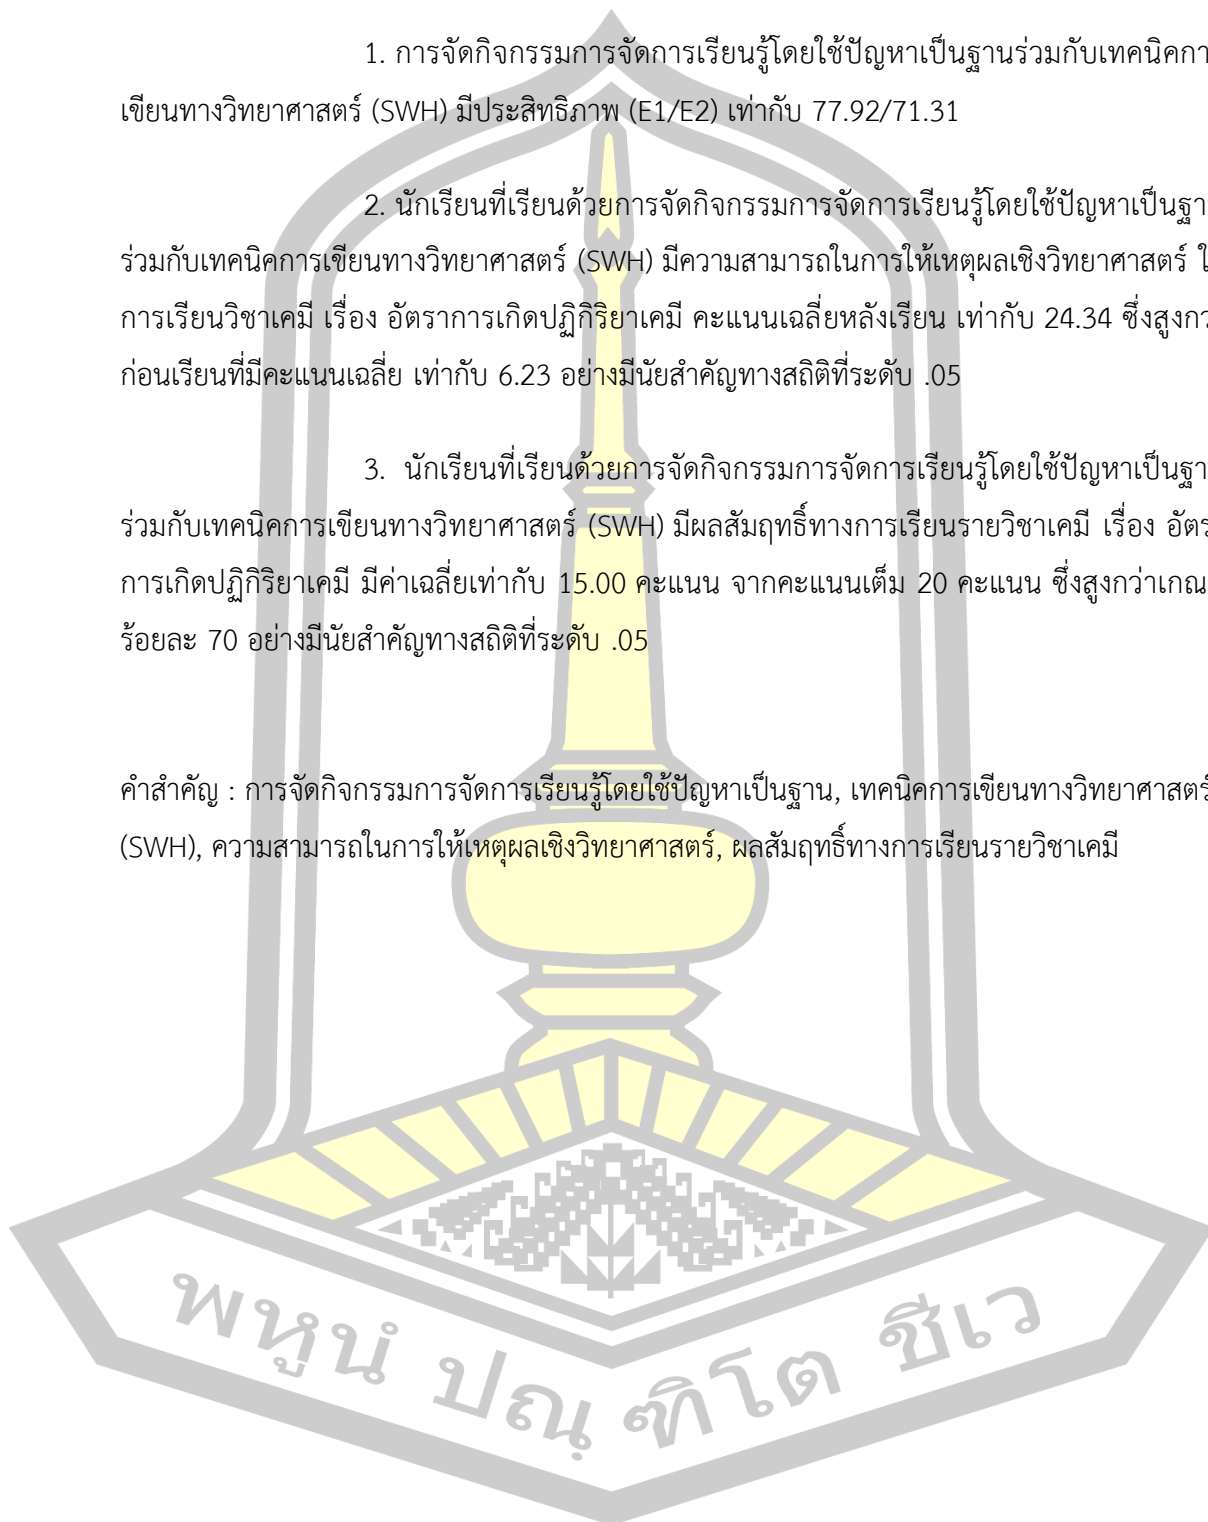 1. การจัดกิจกรรมการจัดการเรียนรู้โดยใช้ปัญหาเป็นฐานร่วมกับเทคนิคกา
เขียนทางวิทยาศาสตร์ (SWH) มีประสิทธิภาพ (E1/E2) เท่ากับ 77.92/71.31
2. นักเรียนที่เรียนด้วยการจัดกิจกรรมการจัดการเรียนรู้โดยใช้ปัญหาเป็นฐา
ร่วมกับเทคนิคการเขียนทางวิทยาศาสตร์ (SWH) มีความสามารถในการให้เหตุผลเชิงวิทยาศาสตร์ ใ
การเรียนวิชาเคมี เรื่อง อัตราการเกิดปฏิกิริยาเคมี คะแนนเฉลี่ยหลังเรียน เท่ากับ 24.34 ซึ่งสูงกว
ก่อนเรียนที่มีคะแนนเฉลี่ย เท่ากับ 6.23 อย่างมีนัยสำคัญทางสถิติที่ระดับ .05
3. นักเรียนที่เรียนด้วยการจัดกิจกรรมการจัดการเรียนรู้โดยใช้ปัญหาเป็นฐา
ร่วมกับเทคนิคการเขียนทางวิทยาศาสตร์ (SWH) มีผลสัมฤทธิ์ทางการเรียนรายวิชาเคมี เรื่อง อัตร
การเกิดปฏิกิริยาเคมี มีค่าเฉลี่ยเท่ากับ 15.00 คะแนน จากคะแนนเต็ม 20 คะแนน ซึ่งสูงกว่าเกณ
ร้อยละ 70 อย่างมีนัยสำคัญทางสถิติที่ระดับ .05
คำสำคัญ : การจัดกิจกรรมการจัดการเรียนรู้โดยใช้ปัญหาเป็นฐาน, เทคนิคการเขียนทางวิทยาศาสตร์
(SWH), ความสามารถในการให้เหตุผลเชิงวิทยาศาสตร์, ผลสัมฤทธิ์ทางการเรียนรายวิชาเคมี
พหูนํ ปณฺฑิโต ชีเว